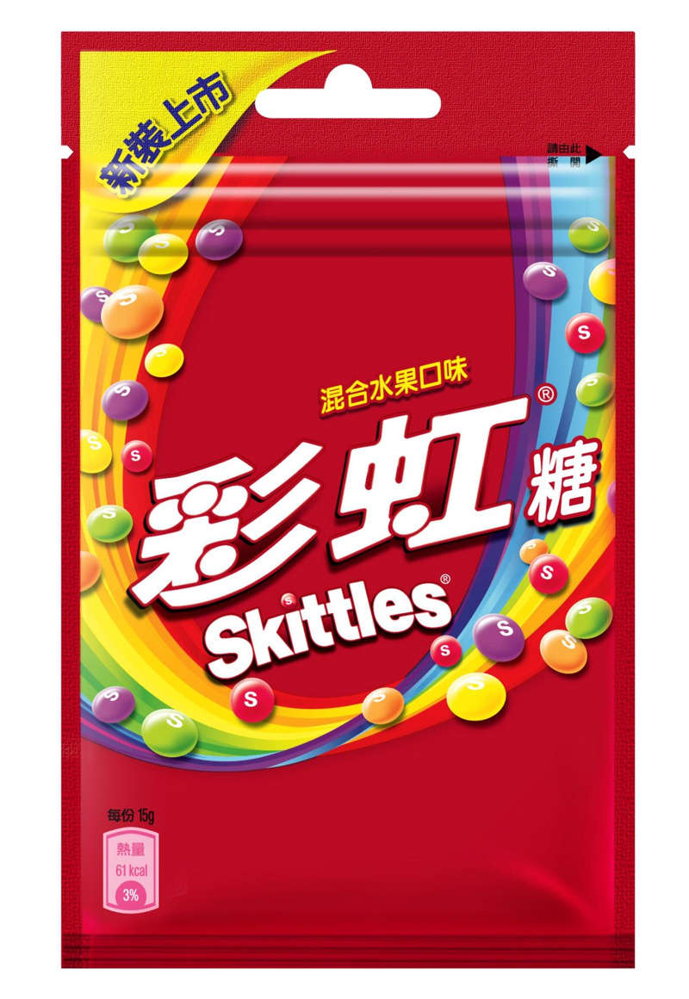 新裝上市
請由此
撕 開
混合水果口味
彩虹®糖
Skittles®
每份 15g
熱量
61 kcal
3%